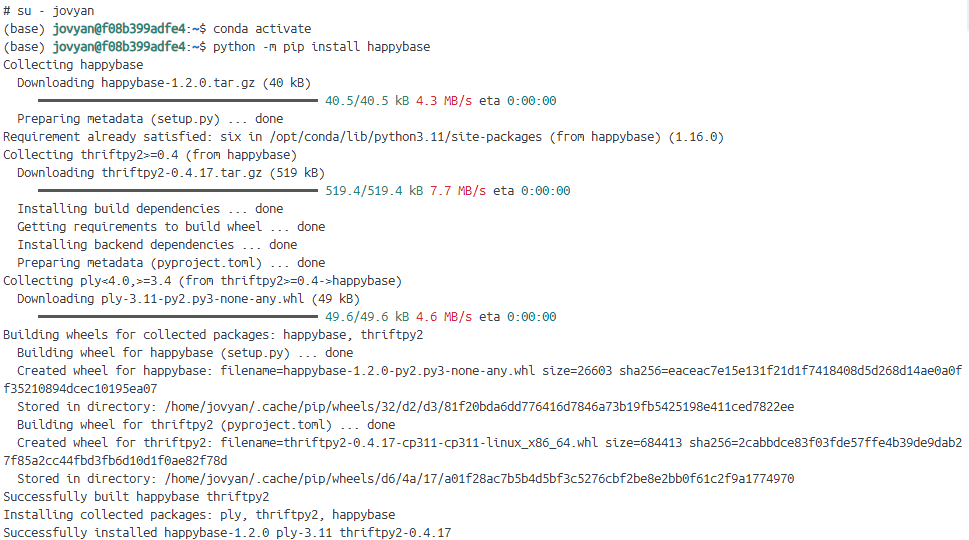 # su - jovyan
(base) jovyan@f08b399adfe4:~$ conda activate
(base) jovyan@f08b399adfe4:~$ python -m pip install happybase
Collecting happybase
  Downloading happybase-1.2.0.tar.gz (40 kB)
     ━━━━━━━━━━━━━━━━━━━━━━━━━━━━━━━━━━━━━━━━ 40.5/40.5 kB 4.3 MB/s eta 0:00:00
  Preparing metadata (setup.py) ... done
Requirement already satisfied: six in /opt/conda/lib/python3.11/site-packages (from happybase) (1.16.0)
Collecting thriftpy2>=0.4 (from happybase)
  Downloading thriftpy2-0.4.17.tar.gz (519 kB)
     ━━━━━━━━━━━━━━━━━━━━━━━━━━━━━━━━━━━━━━━━ 519.4/519.4 kB 7.7 MB/s eta 0:00:00
  Installing build dependencies ... done
  Getting requirements to build wheel ... done
  Installing backend dependencies ... done
  Preparing metadata (pyproject.toml) ... done
Collecting ply<4.0,>=3.4 (from thriftpy2>=0.4->happybase)
  Downloading ply-3.11-py2.py3-none-any.whl (49 kB)
     ━━━━━━━━━━━━━━━━━━━━━━━━━━━━━━━━━━━━━━━━ 49.6/49.6 kB 4.6 MB/s eta 0:00:00
Building wheels for collected packages: happybase, thriftpy2
  Building wheel for happybase (setup.py) ... done
  Created wheel for happybase: filename=happybase-1.2.0-py2.py3-none-any.whl size=26603 sha256=eaceac7e15e131f21d1f7418408d5d268d14ae0a0f
f35210894dcec10195ea07
  Stored in directory: /home/jovyan/.cache/pip/wheels/32/d2/d3/81f20bda6dd776416d7846a73b19fb5425198e411ced7822ee
  Building wheel for thriftpy2 (pyproject.toml) ... done
  Created wheel for thriftpy2: filename=thriftpy2-0.4.17-cp311-cp311-linux_x86_64.whl size=684413 sha256=2cabbdce83f03fde57ffe4b39de9dab2
7f85a2cc44fbd3fb6d10d1f0ae82f78d
  Stored in directory: /home/jovyan/.cache/pip/wheels/d6/4a/17/a01f28ac7b5b4d5bf3c5276cbf2be8e2bb0f61c2f9a1774970
Successfully built happybase thriftpy2
Installing collected packages: ply, thriftpy2, happybase
Successfully installed happybase-1.2.0 ply-3.11 thriftpy2-0.4.17